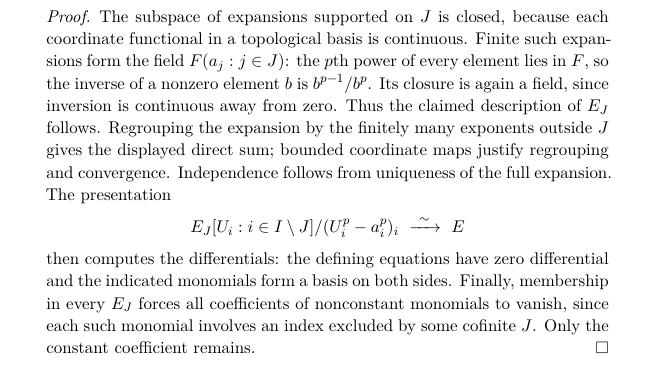 Proof. The subspace of expansions supported on J is closed, because each
coordinate functional in a topological basis is continuous. Finite such expan-
sions form the field F(a_j : j ∈ J): the pth power of every element lies in F, so
the inverse of a nonzero element b is b^{p−1}/b^p. Its closure is again a field, since
inversion is continuous away from zero. Thus the claimed description of E_J
follows. Regrouping the expansion by the finitely many exponents outside J
gives the displayed direct sum; bounded coordinate maps justify regrouping
and convergence. Independence follows from uniqueness of the full expansion.
The presentation
E_J[U_i : i ∈ I \ J]/(U_i^p − a_i^p)_i ⥲ E
then computes the differentials: the defining equations have zero differential
and the indicated monomials form a basis on both sides. Finally, membership
in every E_J forces all coefficients of nonconstant monomials to vanish, since
each such monomial involves an index excluded by some cofinite J. Only the
constant coefficient remains. □